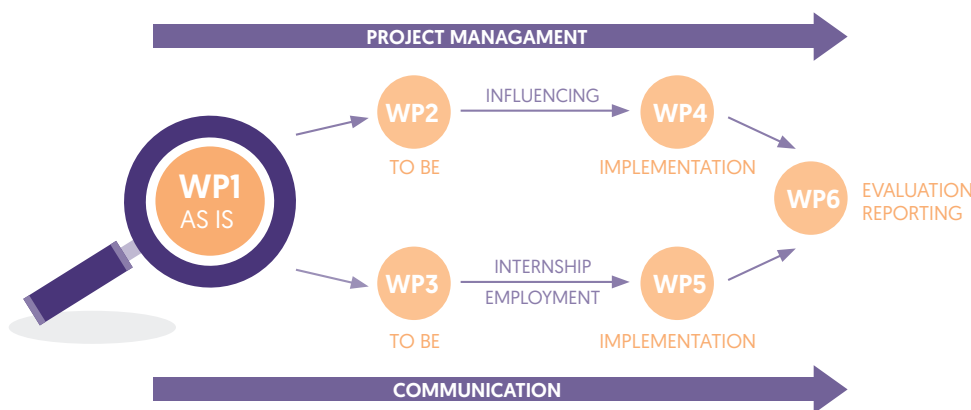 PROJECT MANAGAMENT
WP1
AS IS
WP2
TO BE
INFLUENCING
WP4
IMPLEMENTATION
WP3
TO BE
INTERNSHIP
EMPLOYMENT
WP5
IMPLEMENTATION
WP6
EVALUATION
REPORTING
COMMUNICATION